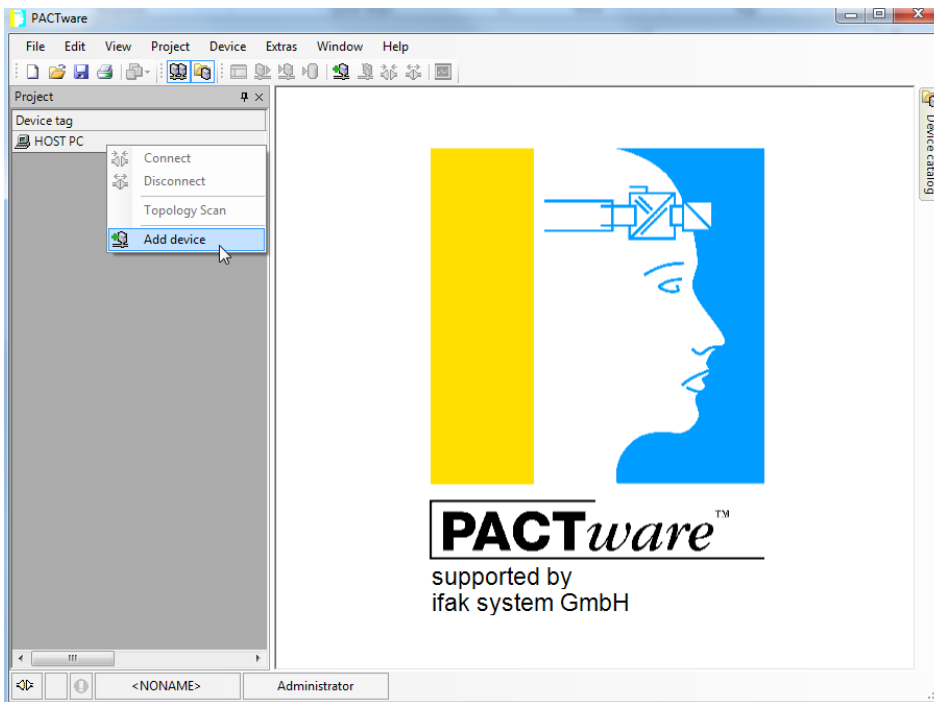 PACTware
File Edit View Project Device Extras Window Help
Project
Device tag
HOST PC
Connect
Disconnect
Topology Scan
Add device
Device catalog
PACTware™
supported by
ifak system GmbH
<NONAME> Administrator